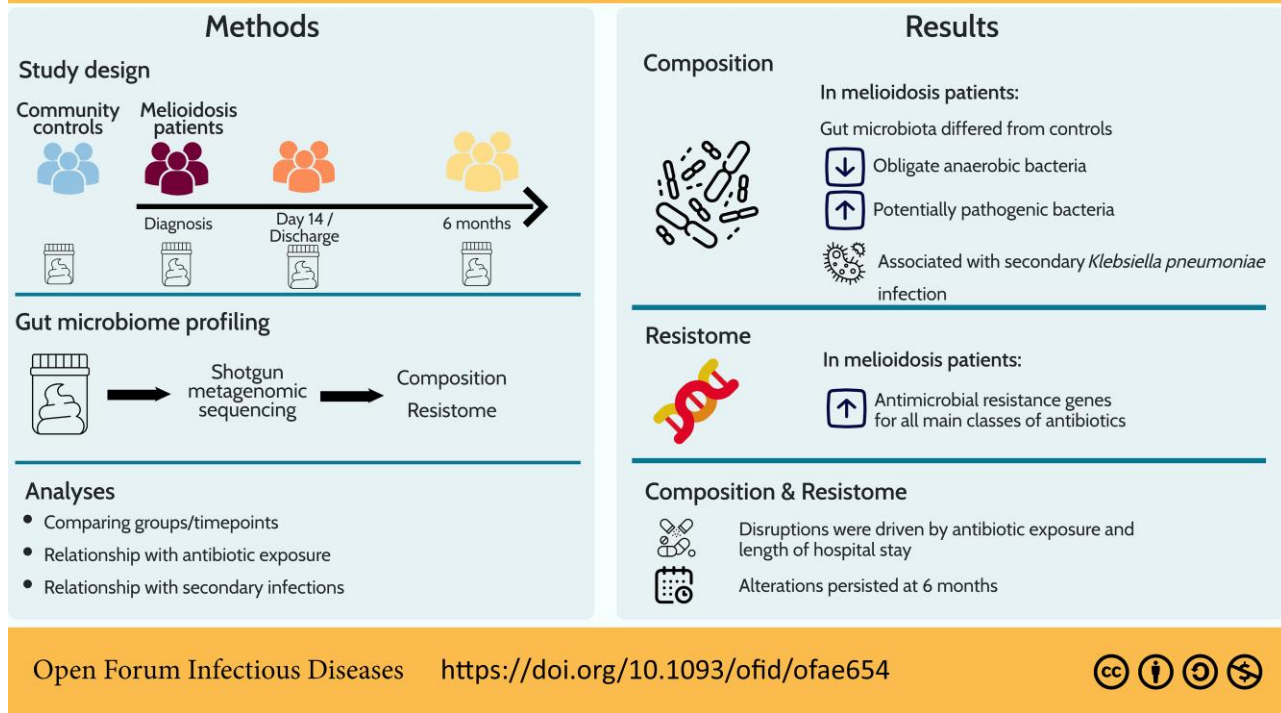 Methods
Study design
Community
controls
Melioidosis
patients
Diagnosis
Day 14 /
Discharge
6 months
Gut microbiome profiling
Shotgun
metagenomic
sequencing
Composition
Resistome
Analyses
• Comparing groups/timepoints
• Relationship with antibiotic exposure
• Relationship with secondary infections
Results
Composition
In melioidosis patients:
Gut microbiota differed from controls
Obligate anaerobic bacteria
Potentially pathogenic bacteria
Associated with secondary Klebsiella pneumoniae
infection
Resistome
In melioidosis patients:
Antimicrobial resistance genes
for all main classes of antibiotics
Composition & Resistome
Disruptions were driven by antibiotic exposure and
length of hospital stay
Alterations persisted at 6 months
Open Forum Infectious Diseases https://doi.org/10.1093/ofid/ofae654
cc